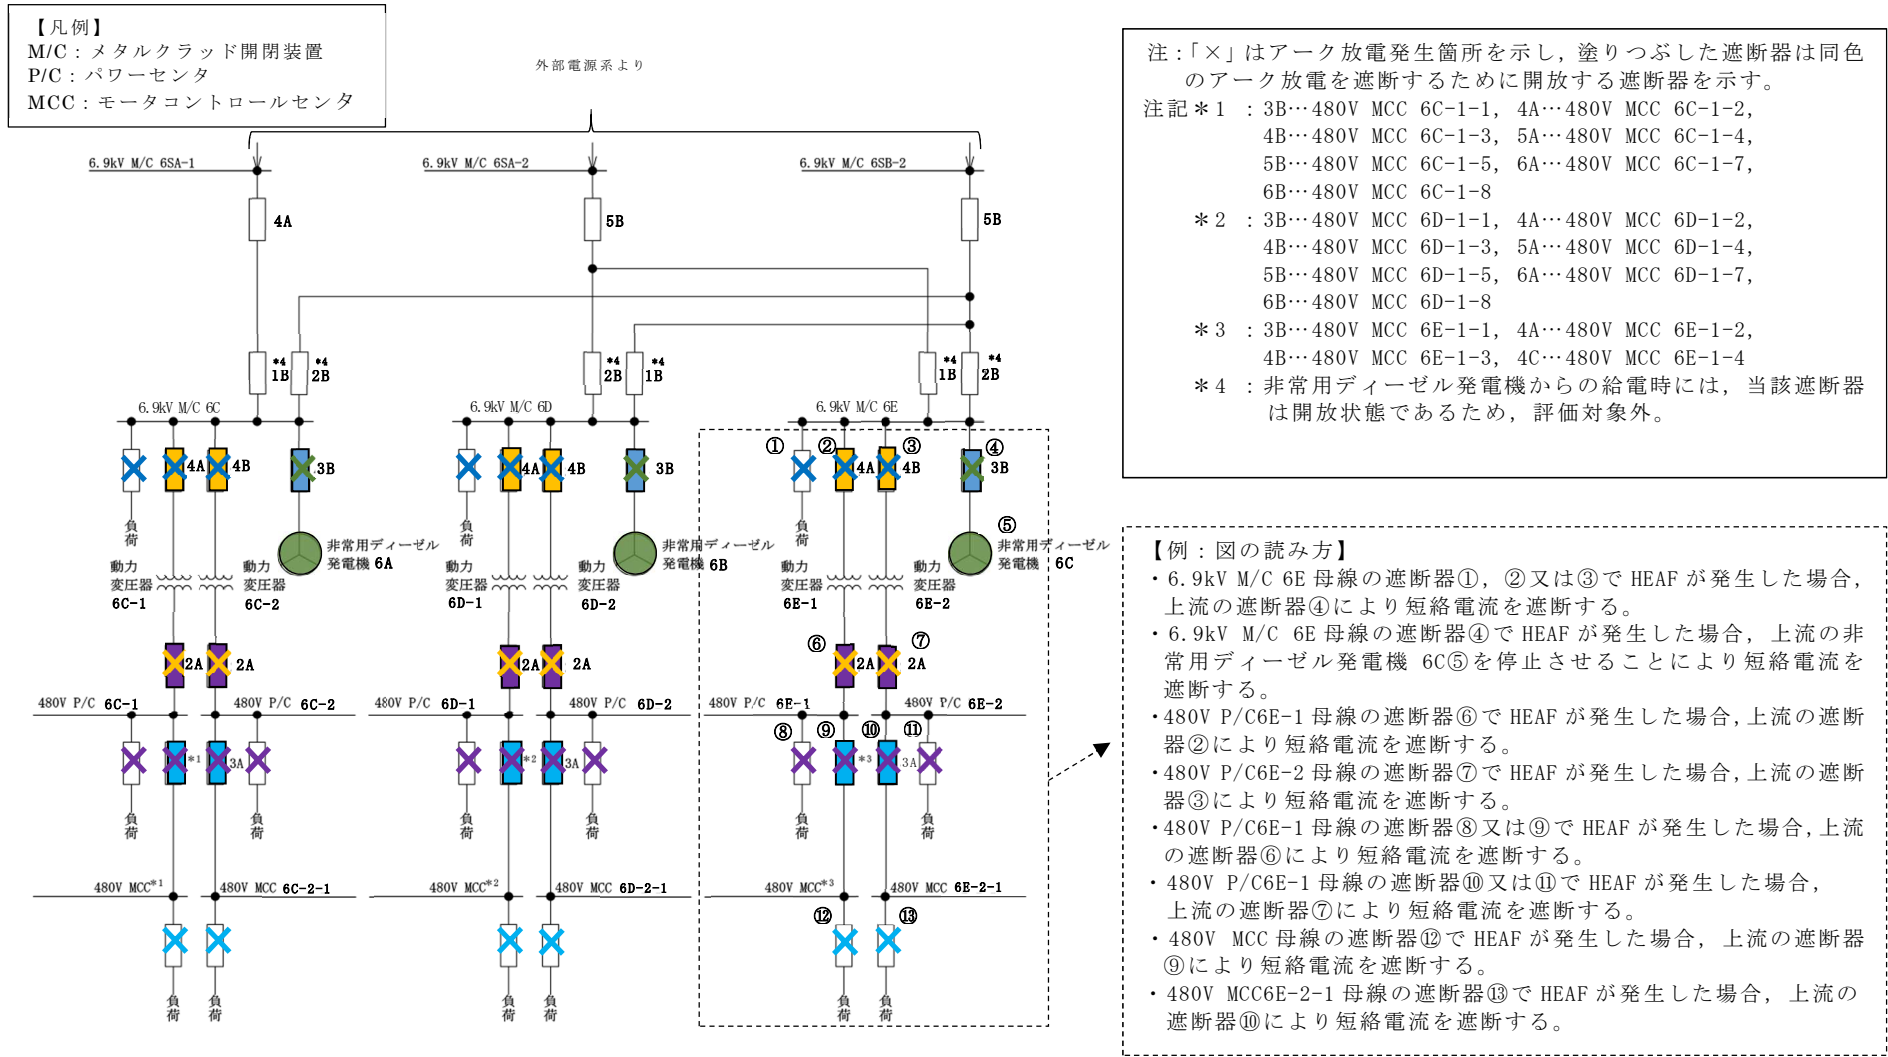 【凡例】
M/C：メタルクラッド開閉装置
P/C：パワーセンタ
MCC：モータコントロールセンタ
外部電源系より
6.9kV M/C 6SA-1
6.9kV M/C 6SA-2
6.9kV M/C 6SB-2
4A
5B
5B
*4
1B
*4
2B
*4
2B
*4
1B
*4
1B
*4
2B
6.9kV M/C 6C
6.9kV M/C 6D
6.9kV M/C 6E
① ② ③ ④
4A 4B 3B
4A 4B 3B
4A 4B 3B
負荷
負荷
負荷
⑤
非常用ディーゼル
発電機 6A
非常用ディーゼル
発電機 6B
非常用ディーゼル
発電機 6C
動力
変圧器
6C-1
動力
変圧器
6C-2
動力
変圧器
6D-1
動力
変圧器
6D-2
動力
変圧器
6E-1
動力
変圧器
6E-2
⑥ ⑦
2A 2A
2A 2A
2A 2A
480V P/C 6C-1
480V P/C 6C-2
480V P/C 6D-1
480V P/C 6D-2
480V P/C 6E-1
480V P/C 6E-2
⑧ ⑨ ⑩ ⑪
*1 3A
*2 3A
*3 3A
負荷 負荷
負荷 負荷
負荷 負荷
480V MCC*1
480V MCC 6C-2-1
480V MCC*2
480V MCC 6D-2-1
480V MCC*3
480V MCC 6E-2-1
⑫ ⑬
負荷 負荷
負荷 負荷
負荷 負荷
注：「×」はアーク放電発生箇所を示し，塗りつぶした遮断器は同色
のアーク放電を遮断するために開放する遮断器を示す。
注記＊1 ：3B…480V MCC 6C-1-1, 4A…480V MCC 6C-1-2,
4B…480V MCC 6C-1-3, 5A…480V MCC 6C-1-4,
5B…480V MCC 6C-1-5, 6A…480V MCC 6C-1-7,
6B…480V MCC 6C-1-8
＊2 ：3B…480V MCC 6D-1-1, 4A…480V MCC 6D-1-2,
4B…480V MCC 6D-1-3, 5A…480V MCC 6D-1-4,
5B…480V MCC 6D-1-5, 6A…480V MCC 6D-1-7,
6B…480V MCC 6D-1-8
＊3 ：3B…480V MCC 6E-1-1, 4A…480V MCC 6E-1-2,
4B…480V MCC 6E-1-3, 4C…480V MCC 6E-1-4
＊4 ：非常用ディーゼル発電機からの給電時には，当該遮断器
は開放状態であるため，評価対象外。
【例：図の読み方】
・6.9kV M/C 6E 母線の遮断器①，②又は③で HEAF が発生した場合，
上流の遮断器④により短絡電流を遮断する。
・6.9kV M/C 6E 母線の遮断器④で HEAF が発生した場合，上流の非
常用ディーゼル発電機 6C⑤を停止させることにより短絡電流を
遮断する。
・480V P/C6E-1 母線の遮断器⑥で HEAF が発生した場合，上流の遮断
器②により短絡電流を遮断する。
・480V P/C6E-2 母線の遮断器⑦で HEAF が発生した場合，上流の遮断
器③により短絡電流を遮断する。
・480V P/C6E-1 母線の遮断器⑧又は⑨で HEAF が発生した場合，上流
の遮断器⑥により短絡電流を遮断する。
・480V P/C6E-1 母線の遮断器⑩又は⑪で HEAF が発生した場合，
上流の遮断器⑦により短絡電流を遮断する。
・480V MCC 母線の遮断器⑫で HEAF が発生した場合，上流の遮断器
⑨により短絡電流を遮断する。
・480V MCC6E-2-1 母線の遮断器⑬で HEAF が発生した場合，上流の
遮断器⑩により短絡電流を遮断する。